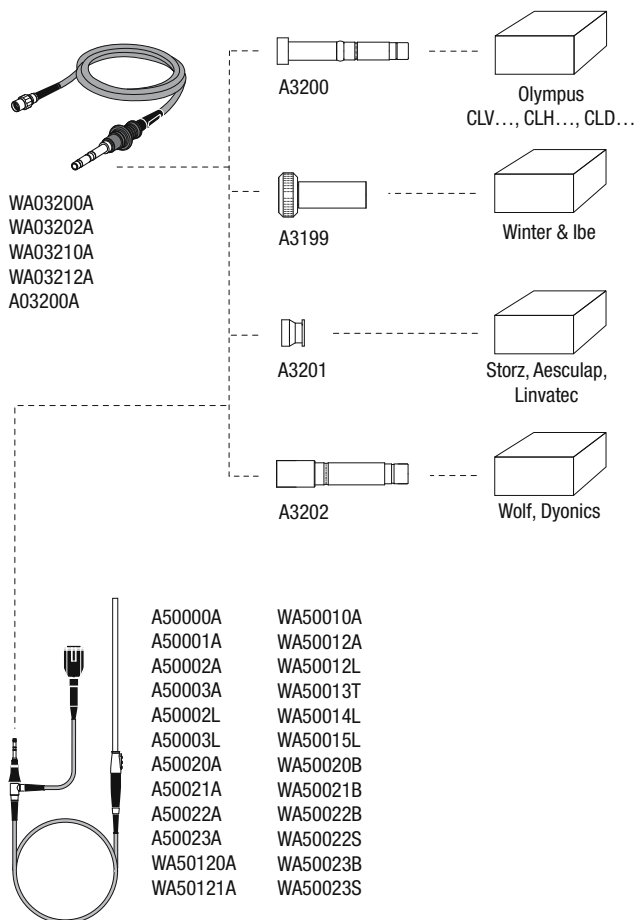 A3200
Olympus
CLV…, CLH…, CLD…
WA03200A
WA03202A
WA03210A
WA03212A
A03200A
A3199
Winter & Ibe
A3201
Storz, Aesculap,
Linvatec
A3202
Wolf, Dyonics
A50000A
A50001A
A50002A
A50003A
A50002L
A50003L
A50020A
A50021A
A50022A
A50023A
WA50120A
WA50121A
WA50010A
WA50012A
WA50012L
WA50013T
WA50014L
WA50015L
WA50020B
WA50021B
WA50022B
WA50022S
WA50023B
WA50023S